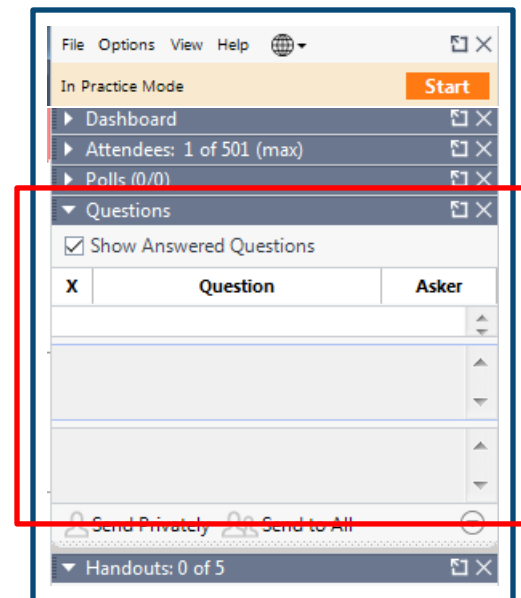 File Options View Help
In Practice Mode Start
Dashboard
Attendees: 1 of 501 (max)
Polls (0/0)
Questions
Show Answered Questions
X Question Asker
Send Privately Send to All
Handouts: 0 of 5